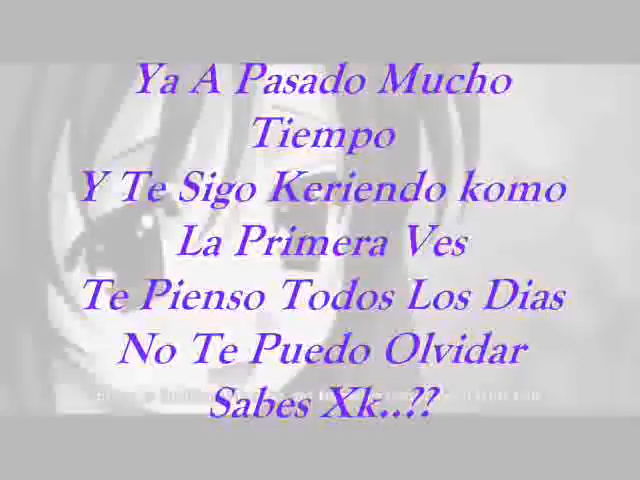 Ya A Pasado Mucho
Tiempo
Y Te Sigo Keriendo komo
La Primera Ves
Te Pienso Todos Los Dias
No Te Puedo Olvidar
Sabes Xk..??